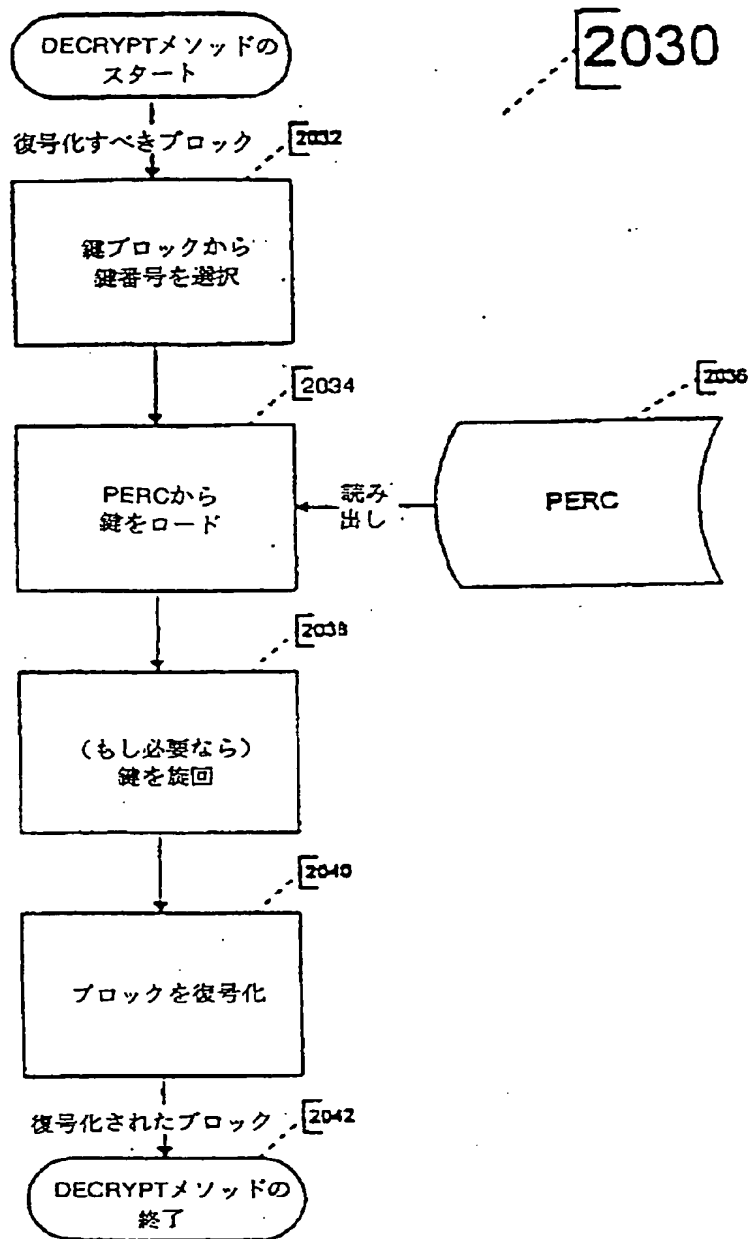 DECRYPTメソッドの
スタート
2030
復号化すべきブロック
2032
鍵ブロックから
鍵番号を選択
2034
2036
PERCから
鍵をロード
読み
出し
PERC
2038
(もし必要なら)
鍵を旋回
2040
ブロックを復号化
復号化されたブロック
2042
DECRYPTメソッドの
終了